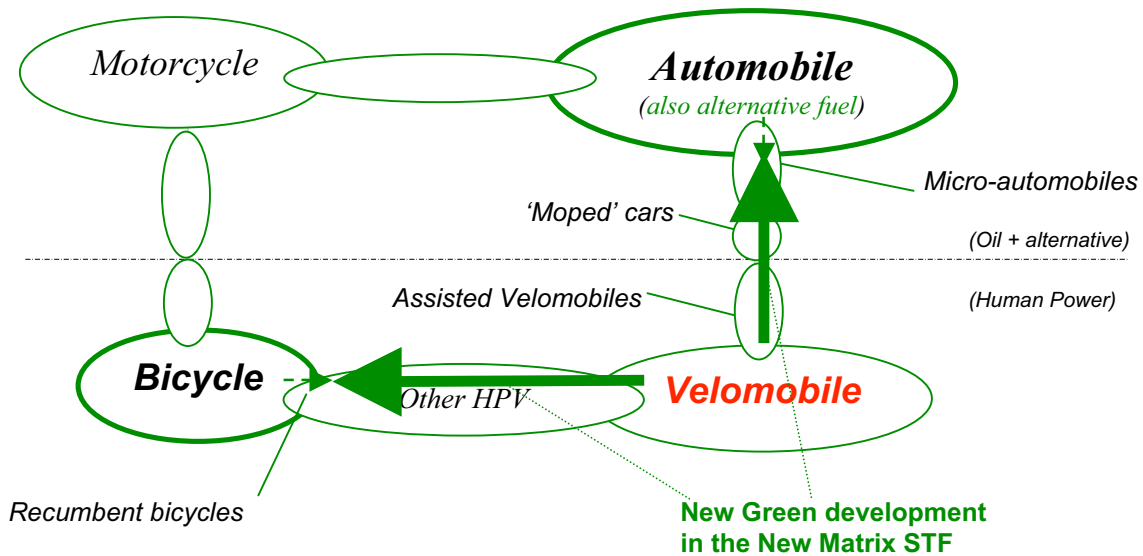 Motorcycle
Automobile
(also alternative fuel)
Micro-automobiles
‘Moped’ cars
(Oil + alternative)
Assisted Velomobiles
(Human Power)
Bicycle
Other HPV
Velomobile
Recumbent bicycles
New Green development
in the New Matrix STF